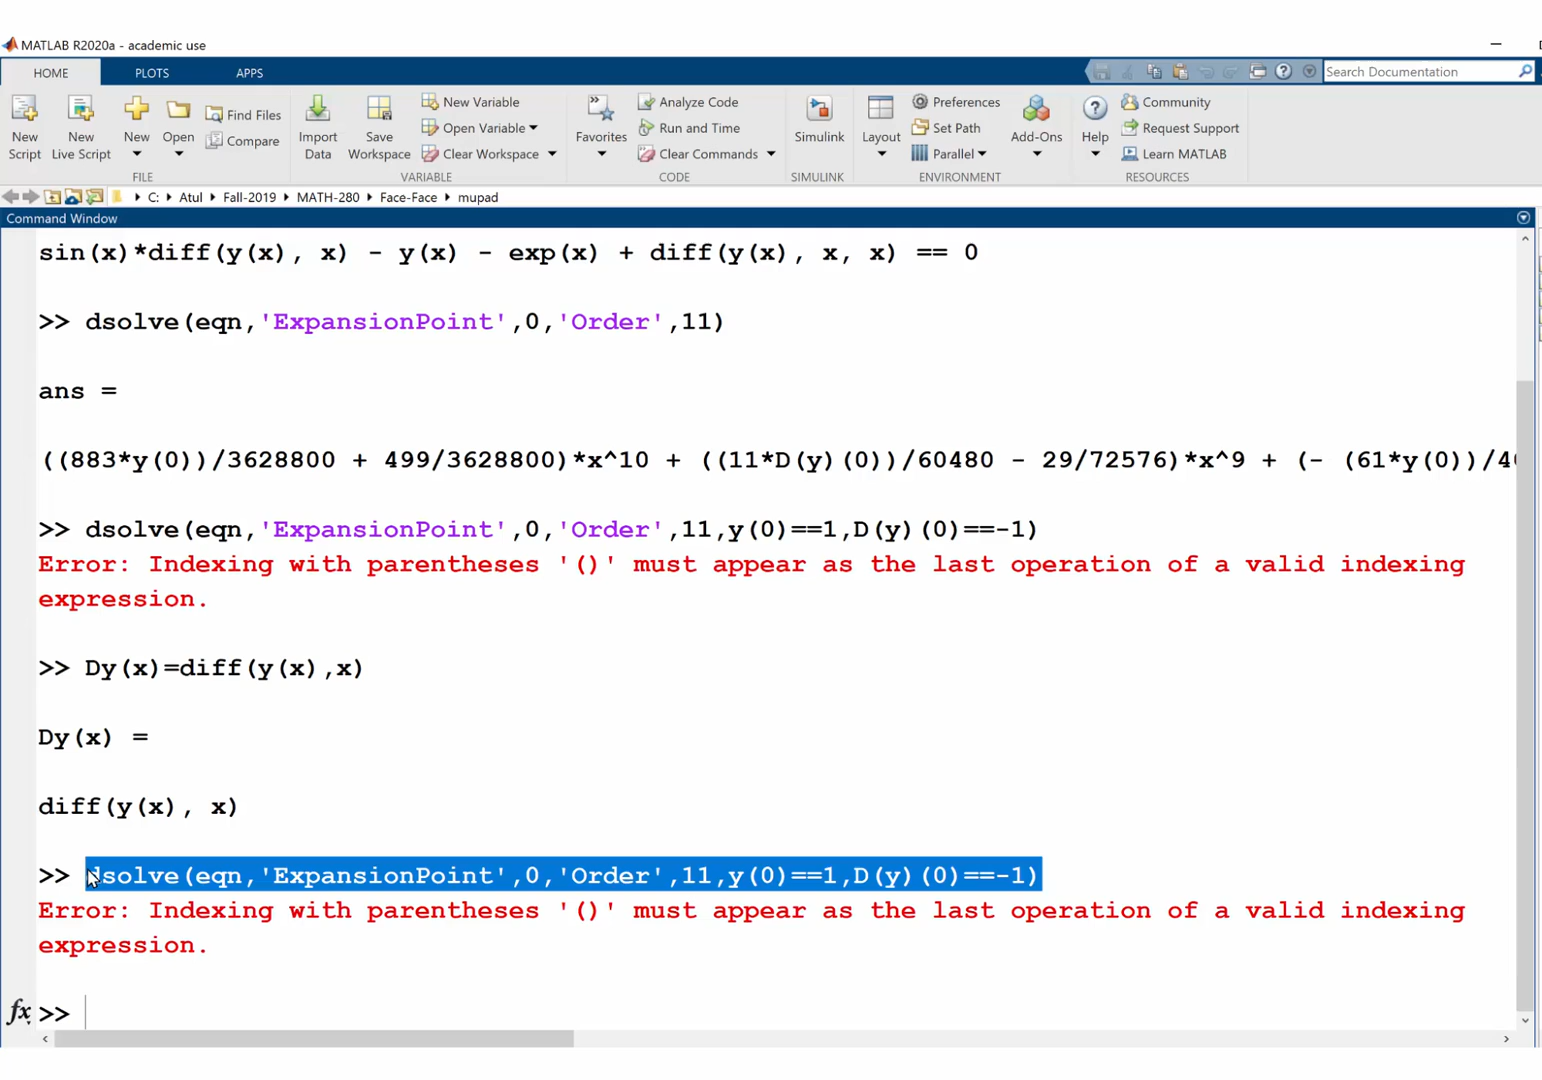 MATLAB R2020a - academic use
HOME PLOTS APPS
Search Documentation
New Script
New Live Script
New
Open
Find Files
Compare
FILE
Import Data
Save Workspace
New Variable
Open Variable
Clear Workspace
VARIABLE
Favorites
Analyze Code
Run and Time
Clear Commands
CODE
Simulink
SIMULINK
Layout
Preferences
Set Path
Parallel
Add-Ons
ENVIRONMENT
Help
Community
Request Support
Learn MATLAB
RESOURCES
C: Atul Fall-2019 MATH-280 Face-Face mupad
Command Window
sin(x)*diff(y(x), x) - y(x) - exp(x) + diff(y(x), x, x) == 0
>> dsolve(eqn,'ExpansionPoint',0,'Order',11)
ans =
((883*y(0))/3628800 + 499/3628800)*x^10 + ((11*D(y)(0))/60480 - 29/72576)*x^9 + (- (61*y(0))/
>> dsolve(eqn,'ExpansionPoint',0,'Order',11,y(0)==1,D(y)(0)==-1)
Error: Indexing with parentheses '()' must appear as the last operation of a valid indexing
expression.
>> Dy(x)=diff(y(x),x)
Dy(x) =
diff(y(x), x)
>> dsolve(eqn,'ExpansionPoint',0,'Order',11,y(0)==1,D(y)(0)==-1)
Error: Indexing with parentheses '()' must appear as the last operation of a valid indexing
expression.
fx >>